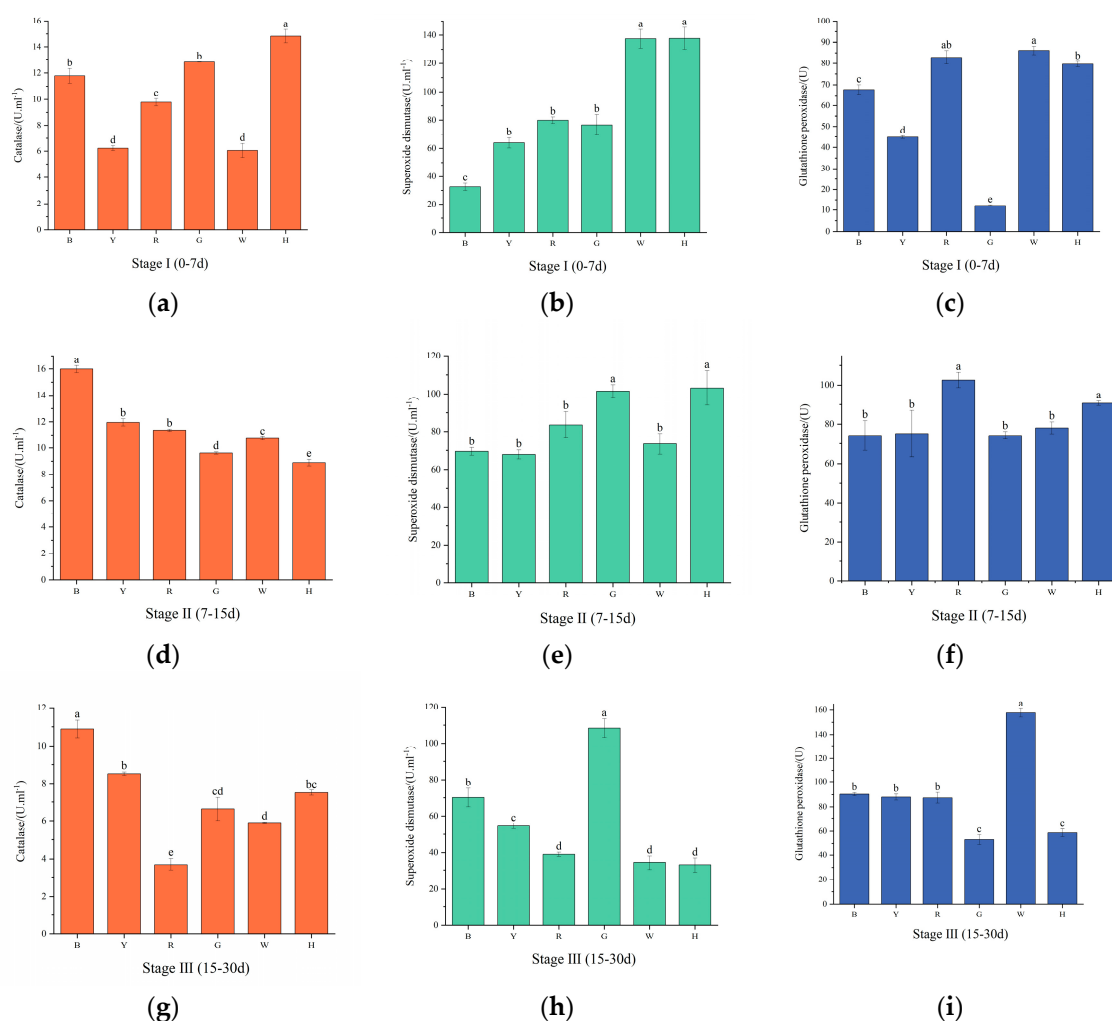 Catalase/(U.ml⁻¹)
16
14
12
10
8
6
4
2
0
b
d
c
b
d
a
B Y R G W H
Stage I (0-7d)
(a)
Superoxide dismutase/(U.ml⁻¹)
140
120
100
80
60
40
20
0
c
b
b
b
a
a
B Y R G W H
Stage I (0-7d)
(b)
Glutathione peroxidase/(U)
100
80
70
60
50
40
30
20
10
0
c
d
ab
e
a
b
B Y R G W H
Stage I (0-7d)
(c)
Catalase/(U.ml⁻¹)
16
14
12
10
8
6
4
2
0
a
b
b
d
c
e
B Y R G W H
Stage II (7-15d)
(d)
Superoxide dismutase/(U.ml⁻¹)
120
100
80
60
40
20
0
b
b
b
a
b
a
B Y R G W H
Stage II (7-15d)
(e)
Glutathione peroxidase/(U)
100
80
60
40
20
0
b
b
a
b
b
a
B Y R G W H
Stage II (7-15d)
(f)
Catalase/(U.ml⁻¹)
12
10
8
6
4
2
0
a
b
e
cd
d
bc
B Y R G W H
Stage III (15-30d)
(g)
Superoxide dismutase/(U.ml⁻¹)
120
100
80
60
40
20
0
b
c
d
a
d
d
B Y R G W H
Stage III (15-30d)
(h)
Glutathione peroxidase/(U)
160
120
100
80
60
40
20
0
b
b
b
c
a
c
B Y R G W H
Stage III (15-30d)
(i)